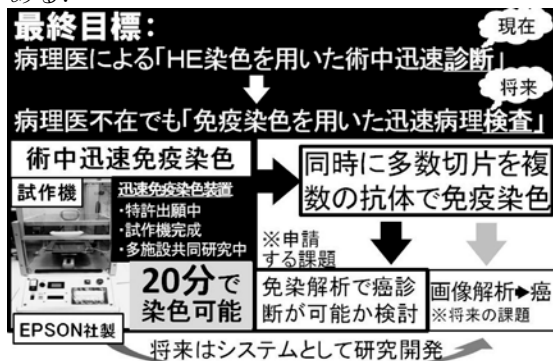 最終目標：
現在
病理医による「HE染色を用いた術中迅速診断」
将来
病理医不在でも「免疫染色を用いた迅速病理検査」
術中迅速免疫染色
試作機
迅速免疫染色装置
・特許出願中
・試作機完成
・多施設共同研究中
20分で
染色可能
EPSON社製
同時に多数切片を複
数の抗体で免疫染色
※申請
する課題
免染解析で癌診
断が可能か検討
画像解析→癌
※将来の課題
将来はシステムとして研究開発